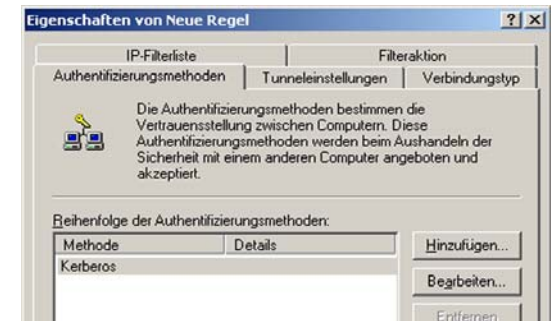 Eigenschaften von Neue Regel
IP-Filterliste Filteraktion
Authentifizierungsmethoden Tunneleinstellungen Verbindungstyp
Die Authentifizierungsmethoden bestimmen die
Vertrauensstellung zwischen Computern. Diese
Authentifizierungsmethoden werden beim Aushandeln der
Sicherheit mit einem anderen Computer angeboten und
akzeptiert.
Reihenfolge der Authentifizierungsmethoden:
Methode Details Hinzufügen...
Kerberos
Bearbeiten...
Entfernen